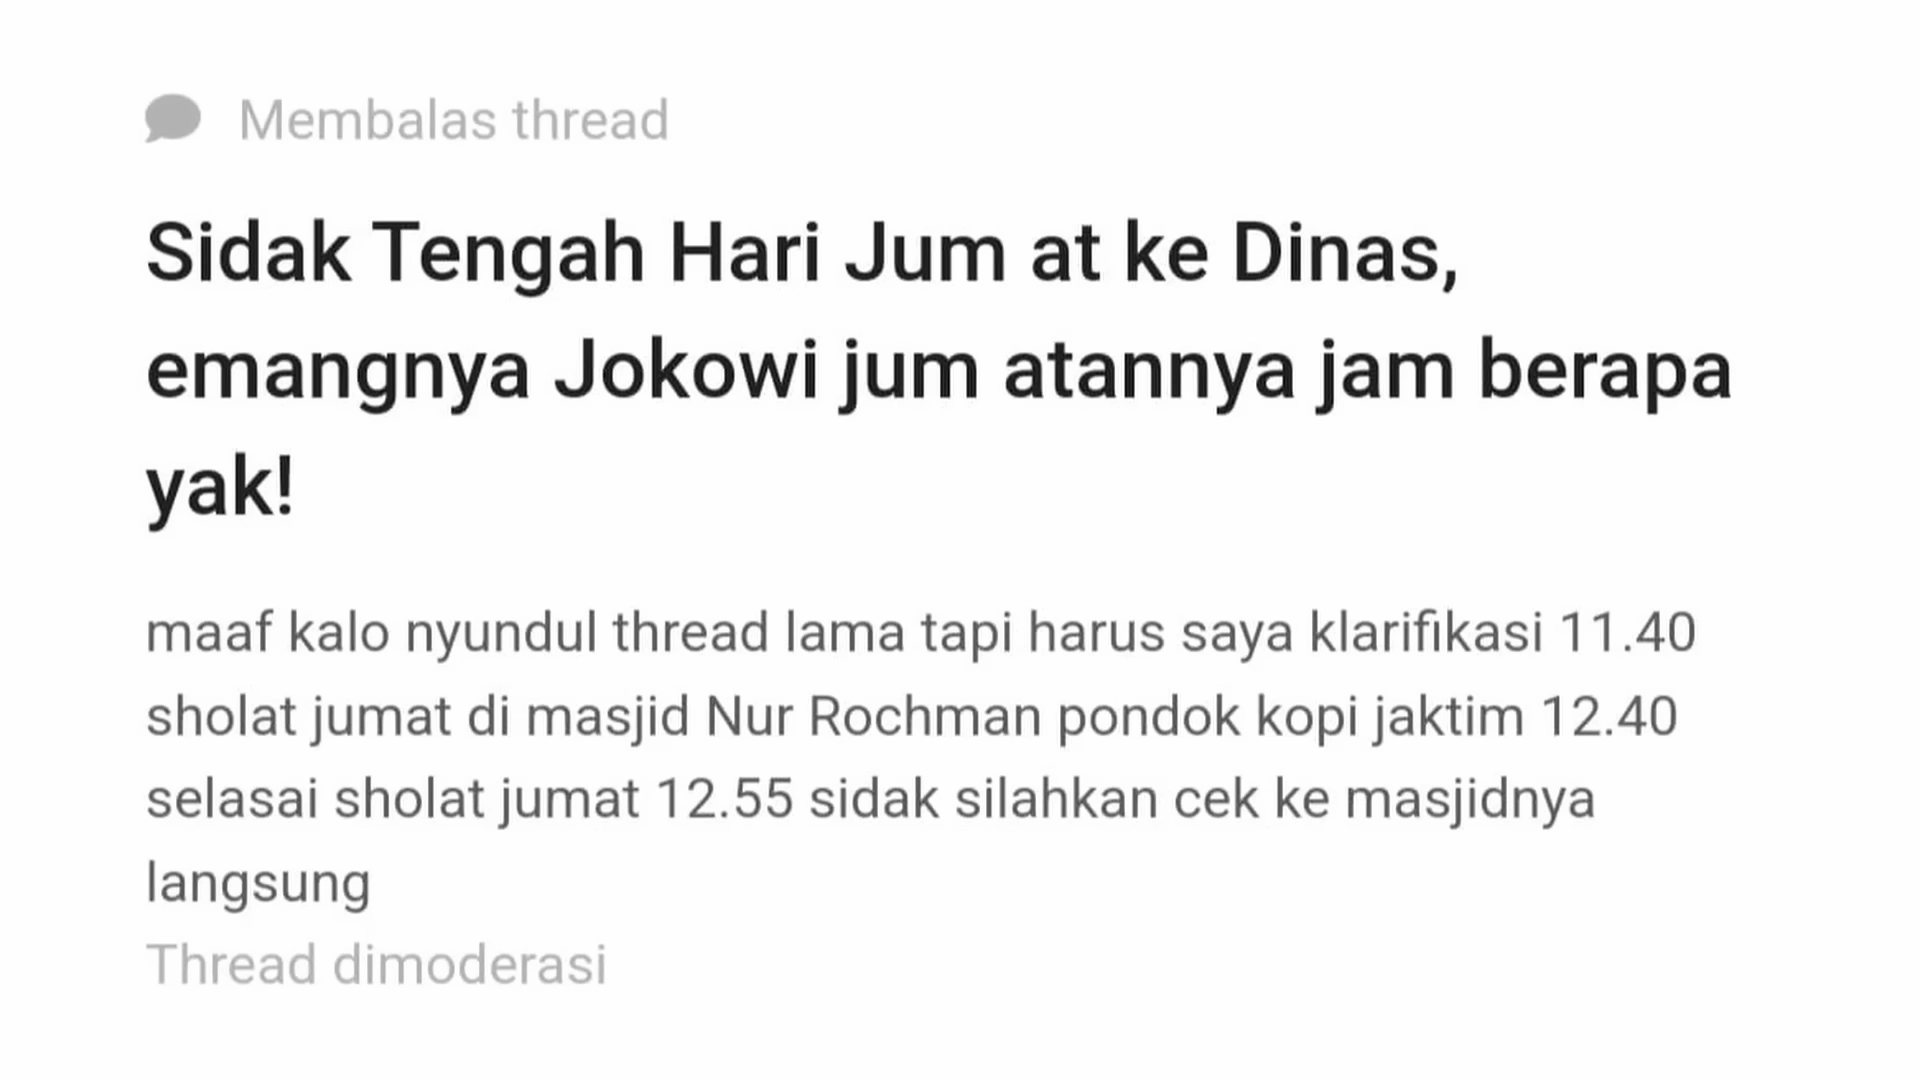 Membalas thread
Sidak Tengah Hari Jum at ke Dinas,
emangnya Jokowi jum atannya jam berapa
yak!
maaf kalo nyundul thread lama tapi harus saya klarifikasi 11.40
sholat jumat di masjid Nur Rochman pondok kopi jaktim 12.40
selasai sholat jumat 12.55 sidak silahkan cek ke masjidnya
langsung
Thread dimoderasi